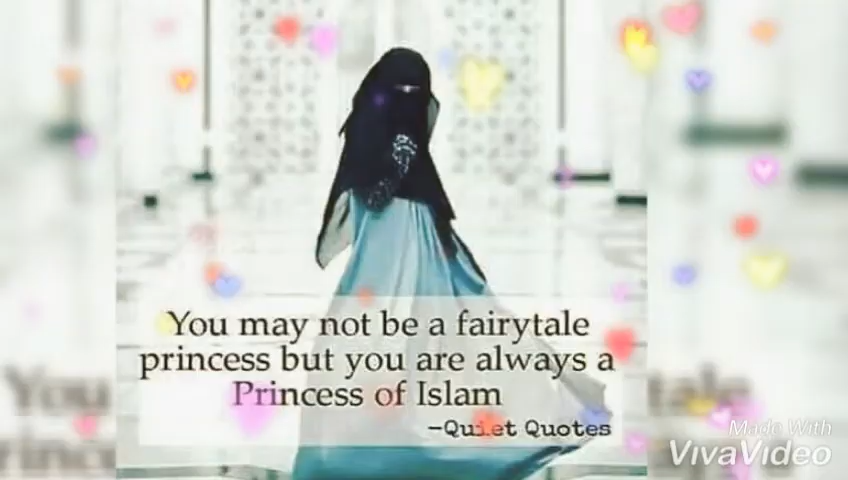 You may not be a fairytale
princess but you are always a
Princess of Islam
-Quiet Quotes
Made With
VivaVideo